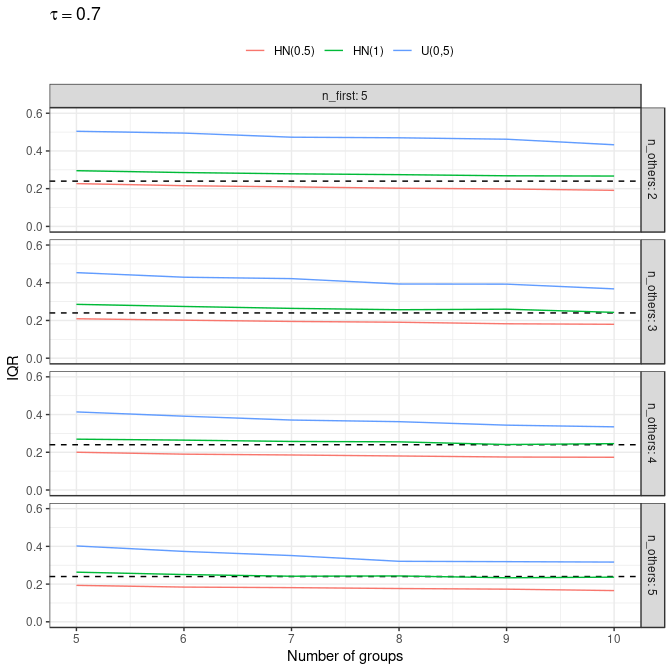 τ = 0.7
HN(0.5) HN(1) U(0,5)
n_first: 5
0.6
0.4
0.2
0.0
n_others: 2
0.6
0.4
0.2
0.0
n_others: 3
0.6
0.4
0.2
0.0
n_others: 4
0.6
0.4
0.2
0.0
n_others: 5
IQR
5 6 7 8 9 10
Number of groups